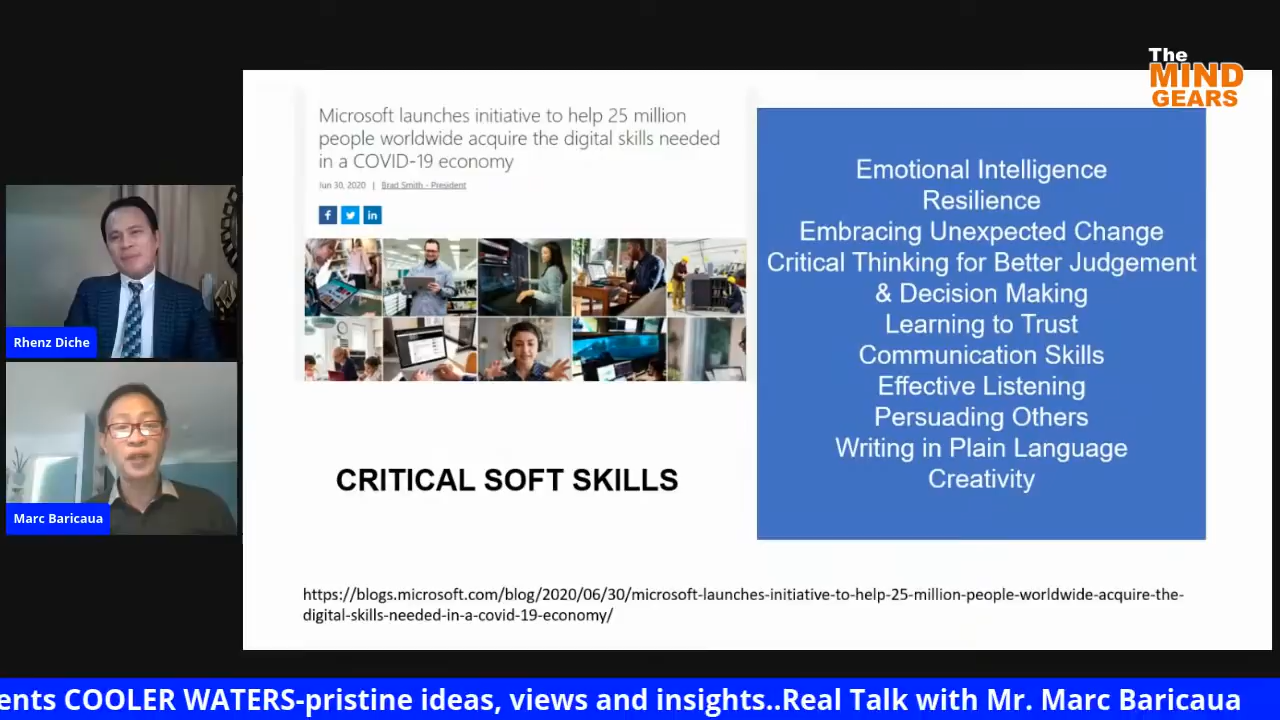 The
MIND
GEARS
Microsoft launches initiative to help 25 million
people worldwide acquire the digital skills needed
in a COVID-19 economy
Jun 30, 2020 | Brad Smith - President
f
in
Emotional Intelligence
Resilience
Embracing Unexpected Change
Critical Thinking for Better Judgement
& Decision Making
Learning to Trust
Communication Skills
Effective Listening
Persuading Others
Writing in Plain Language
Creativity
CRITICAL SOFT SKILLS
https://blogs.microsoft.com/blog/2020/06/30/microsoft-launches-initiative-to-help-25-million-people-worldwide-acquire-the-
digital-skills-needed-in-a-covid-19-economy/
Rhenz Diche
Marc Baricaua
ents COOLER WATERS-pristine ideas, views and insights..Real Talk with Mr. Marc Baricaua